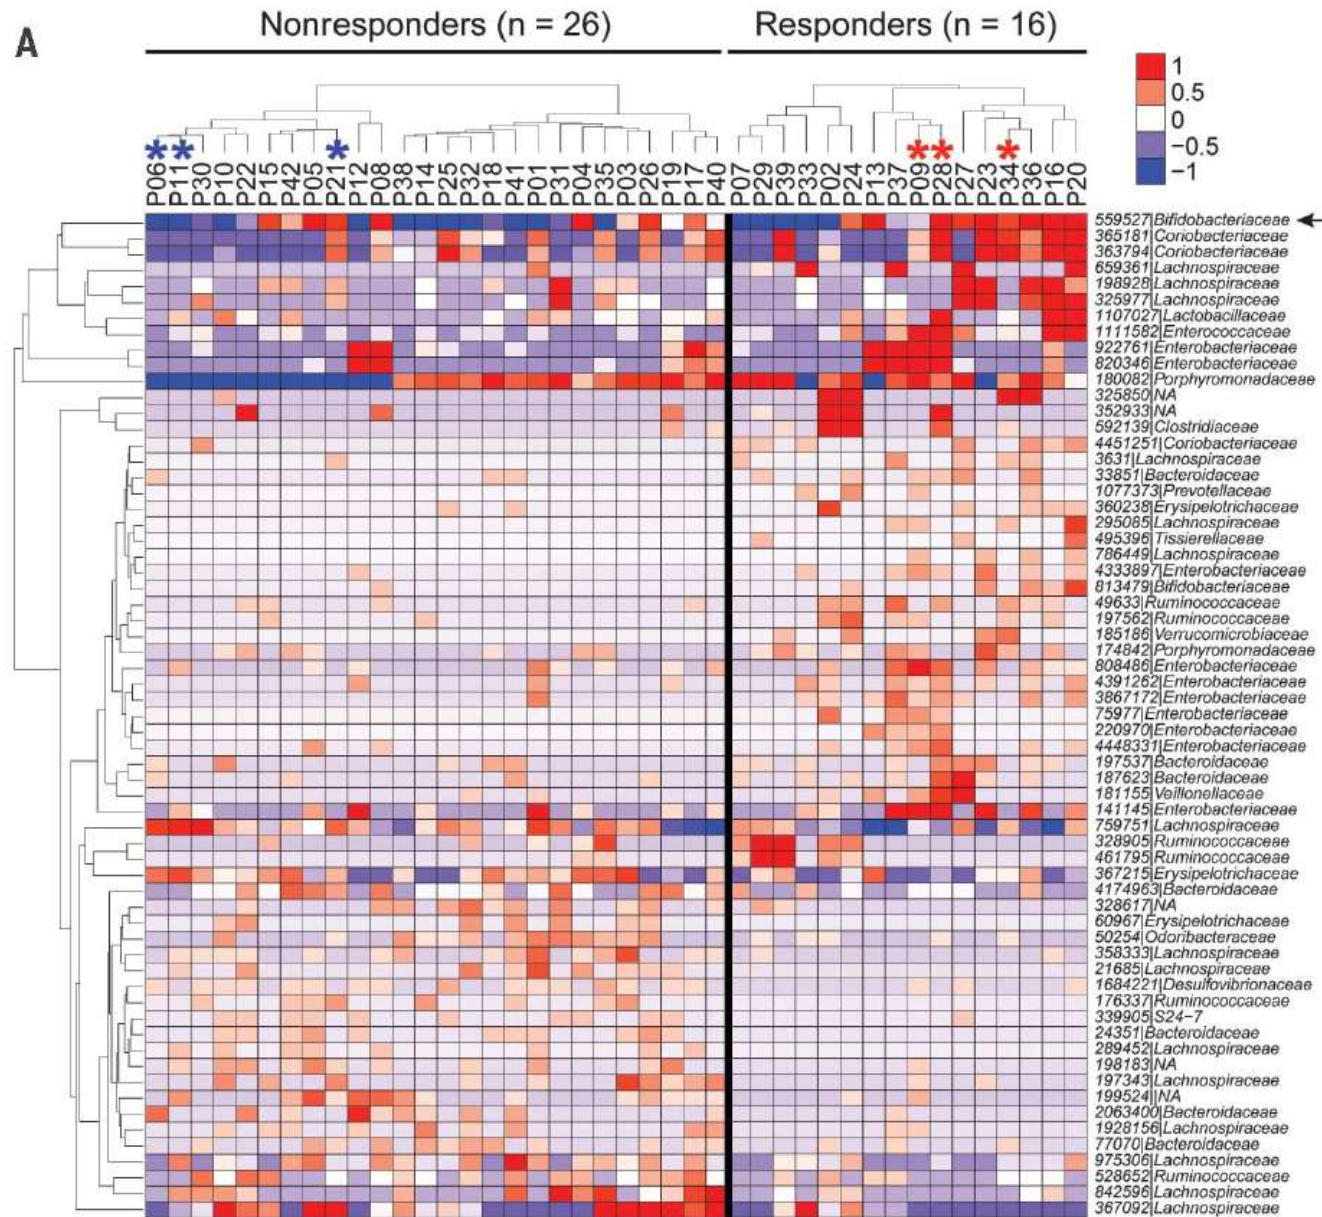 A
Nonresponders (n = 26)
Responders (n = 16)
1
0.5
0
−0.5
−1
* * * * * *
P06 P11 P30 P10 P22 P15 P42 P05 P21 P12 P08 P38 P14 P25 P32 P18 P41 P01 P31 P04 P35 P03 P26 P19 P17 P40 P07 P29 P39 P33 P02 P24 P13 P37 P09 P28 P27 P23 P34 P36 P16 P20
559527|Bifidobacteriaceae
365181|Coriobacteriaceae
363794|Coriobacteriaceae
659361|Lachnospiraceae
198928|Lachnospiraceae
325977|Lachnospiraceae
1107027|Lactobacillaceae
1111582|Enterococcaceae
922761|Enterobacteriaceae
820346|Enterobacteriaceae
180082|Porphyromonadaceae
325850|NA
352933|NA
592139|Clostridiaceae
4451251|Coriobacteriaceae
3631|Lachnospiraceae
33851|Bacteroidaceae
1077373|Prevotellaceae
360238|Erysipelotrichaceae
295085|Lachnospiraceae
495396|Tissierellaceae
786449|Lachnospiraceae
4333897|Enterobacteriaceae
813479|Bifidobacteriaceae
49633|Ruminococcaceae
197562|Ruminococcaceae
185186|Verrucomicrobiaceae
174842|Porphyromonadaceae
808486|Enterobacteriaceae
4391262|Enterobacteriaceae
3867172|Enterobacteriaceae
75977|Enterobacteriaceae
220970|Enterobacteriaceae
4448331|Enterobacteriaceae
197537|Bacteroidaceae
187623|Bacteroidaceae
181155|Veillonellaceae
141145|Enterobacteriaceae
759751|Lachnospiraceae
328905|Ruminococcaceae
461795|Ruminococcaceae
367215|Erysipelotrichaceae
4174963|Bacteroidaceae
328617|NA
60967|Erysipelotrichaceae
50254|Odoribacteraceae
358333|Lachnospiraceae
21685|Lachnospiraceae
1684221|Desulfovibrionaceae
176337|Ruminococcaceae
339905|S24−7
24351|Bacteroidaceae
289452|Lachnospiraceae
198183|NA
197343|Lachnospiraceae
199524||NA
2063400|Bacteroidaceae
1928156|Lachnospiraceae
77070|Bacteroidaceae
975306|Lachnospiraceae
528652|Ruminococcaceae
842596|Lachnospiraceae
367092|Lachnospiraceae